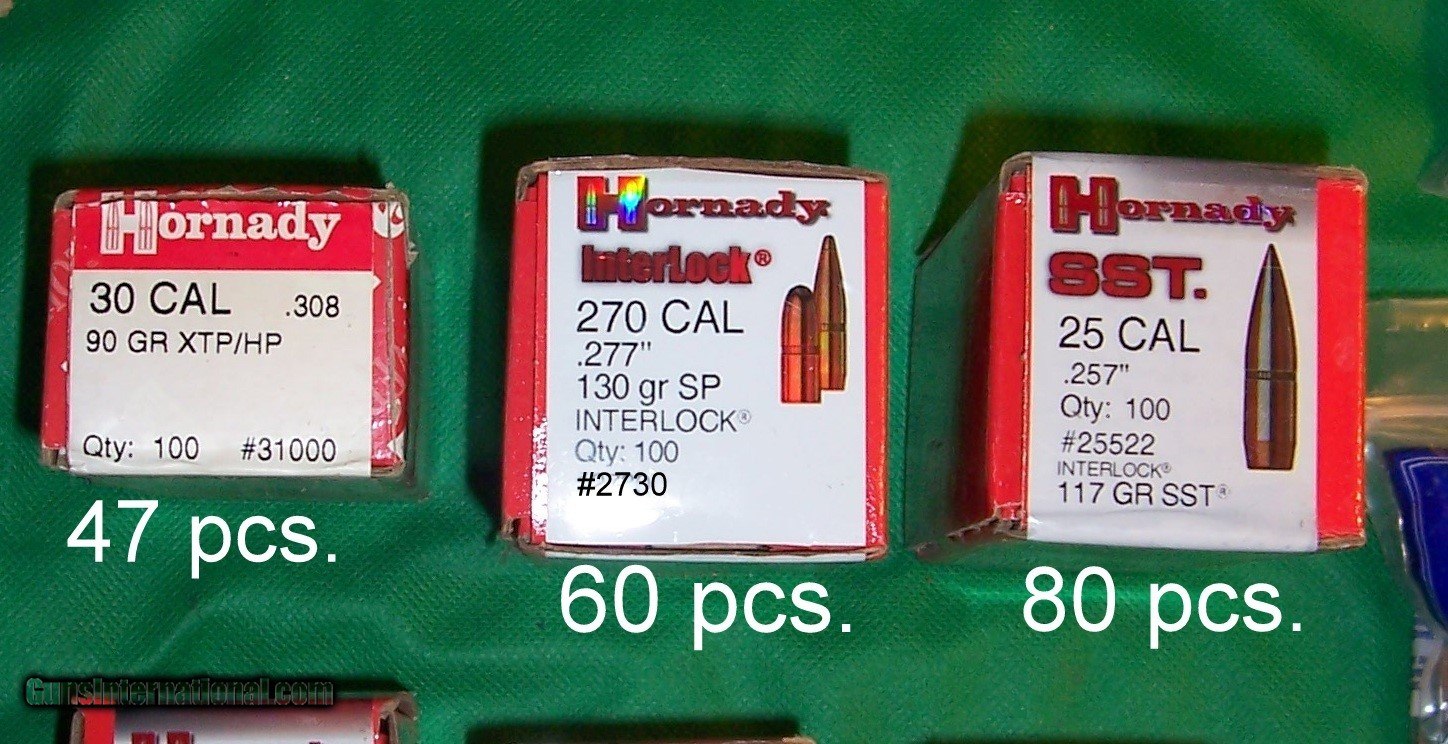 Hornady
30 CAL .308
90 GR XTP/HP
Qty: 100 #31000
47 pcs.
Hornady
InterLock®
270 CAL
.277"
130 gr SP
INTERLOCK®
Qty: 100
#2730
60 pcs.
Hornady
SST.
25 CAL
.257"
Qty: 100
#25522
INTERLOCK®
117 GR SST®
80 pcs.
GunsInternational.com